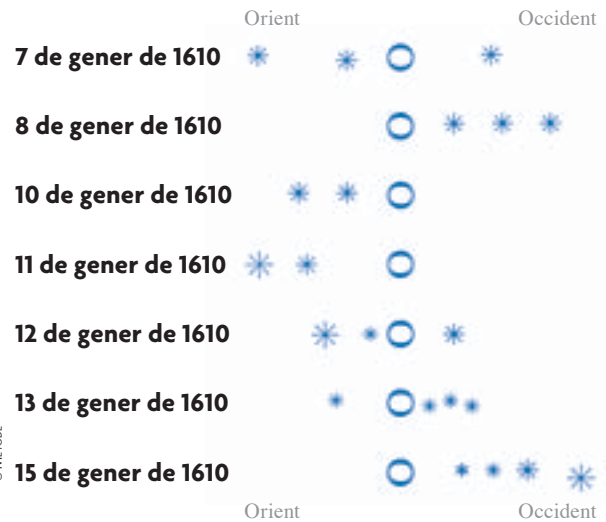 Orient Occident
7 de gener de 1610
8 de gener de 1610
10 de gener de 1610
11 de gener de 1610
12 de gener de 1610
13 de gener de 1610
15 de gener de 1610
Orient Occident